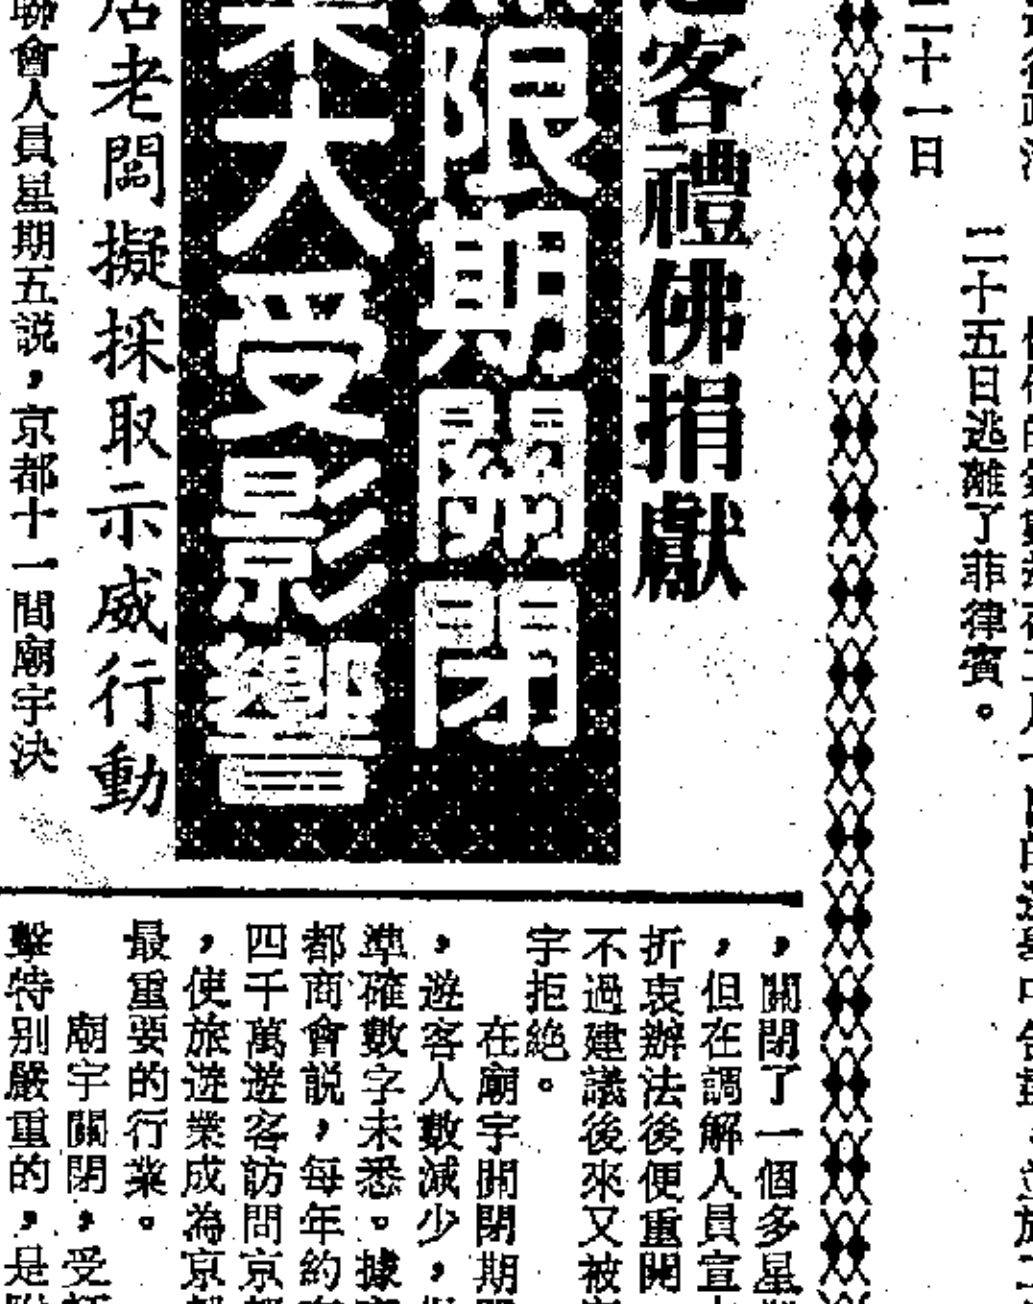 二十一日
二十五日逃離了菲律賓。
客禮佛捐獻
限期關閉
大受影響
老闆擬採取示威行動
聯會人員星期五説，京都十一間廟宇決
，關閉了一個多星
，但在調解人員宣
折衷辦法後便重開
不過建議後來又被
宇拒絶。
在廟宇關閉期
，遊客人數減少，
準確數字未悉。據
都商會説，每年約
四千萬遊客訪問京
，使旅遊業成為京
最重要的行業。
廟宇關閉，受
擊特别嚴重的，是